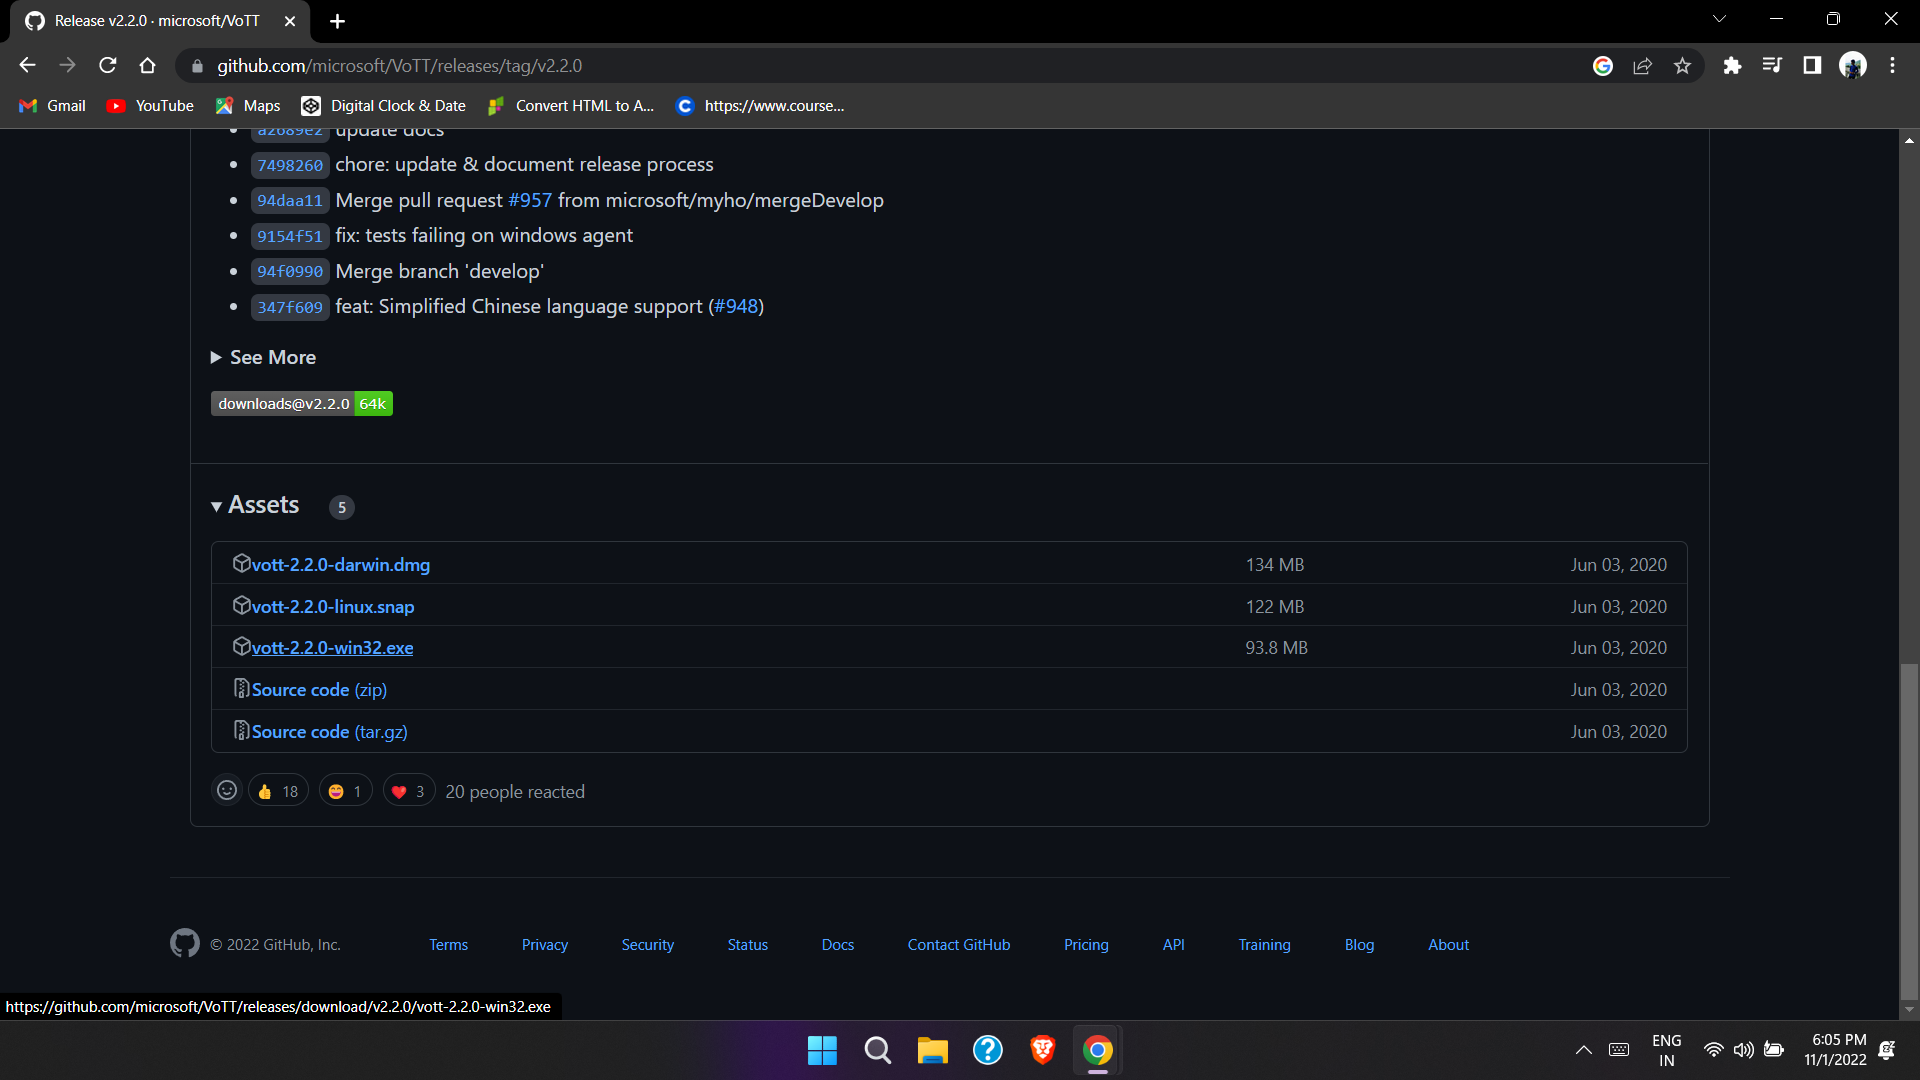 Release v2.2.0 · microsoft/VoTT
github.com/microsoft/VoTT/releases/tag/v2.2.0
Gmail YouTube Maps Digital Clock & Date Convert HTML to A... https://www.course...
a2689e2 update docs
7498260 chore: update & document release process
94daa11 Merge pull request #957 from microsoft/myho/mergeDevelop
9154f51 fix: tests failing on windows agent
94f0990 Merge branch 'develop'
347f609 feat: Simplified Chinese language support (#948)
See More
downloads@v2.2.0 64k
Assets 5
vott-2.2.0-darwin.dmg 134 MB Jun 03, 2020
vott-2.2.0-linux.snap 122 MB Jun 03, 2020
vott-2.2.0-win32.exe 93.8 MB Jun 03, 2020
Source code (zip) Jun 03, 2020
Source code (tar.gz) Jun 03, 2020
18 1 3 20 people reacted
© 2022 GitHub, Inc. Terms Privacy Security Status Docs Contact GitHub Pricing API Training Blog About
https://github.com/microsoft/VoTT/releases/download/v2.2.0/vott-2.2.0-win32.exe
ENG 6:05 PM
IN 11/1/2022